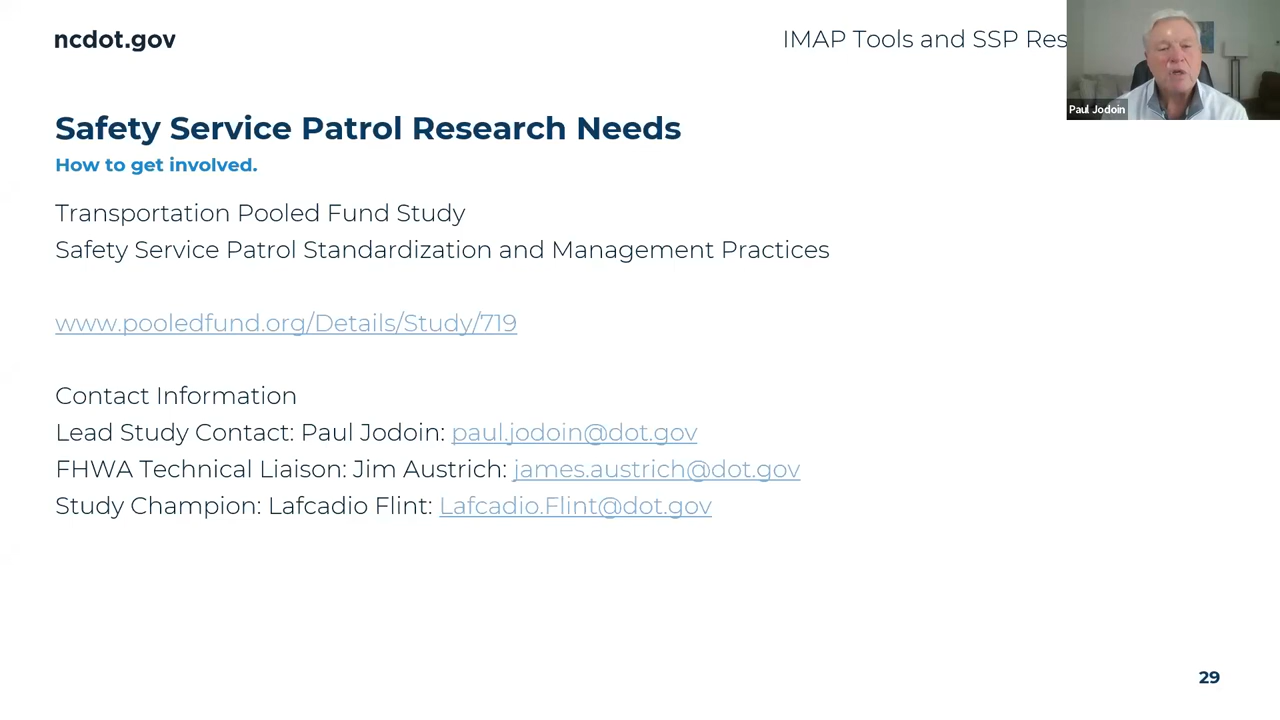 ncdot.gov
IMAP Tools and SSP Res
Paul Jodoin
Safety Service Patrol Research Needs
How to get involved.
Transportation Pooled Fund Study
Safety Service Patrol Standardization and Management Practices
www.pooledfund.org/Details/Study/719
Contact Information
Lead Study Contact: Paul Jodoin: paul.jodoin@dot.gov
FHWA Technical Liaison: Jim Austrich: james.austrich@dot.gov
Study Champion: Lafcadio Flint: Lafcadio.Flint@dot.gov
29